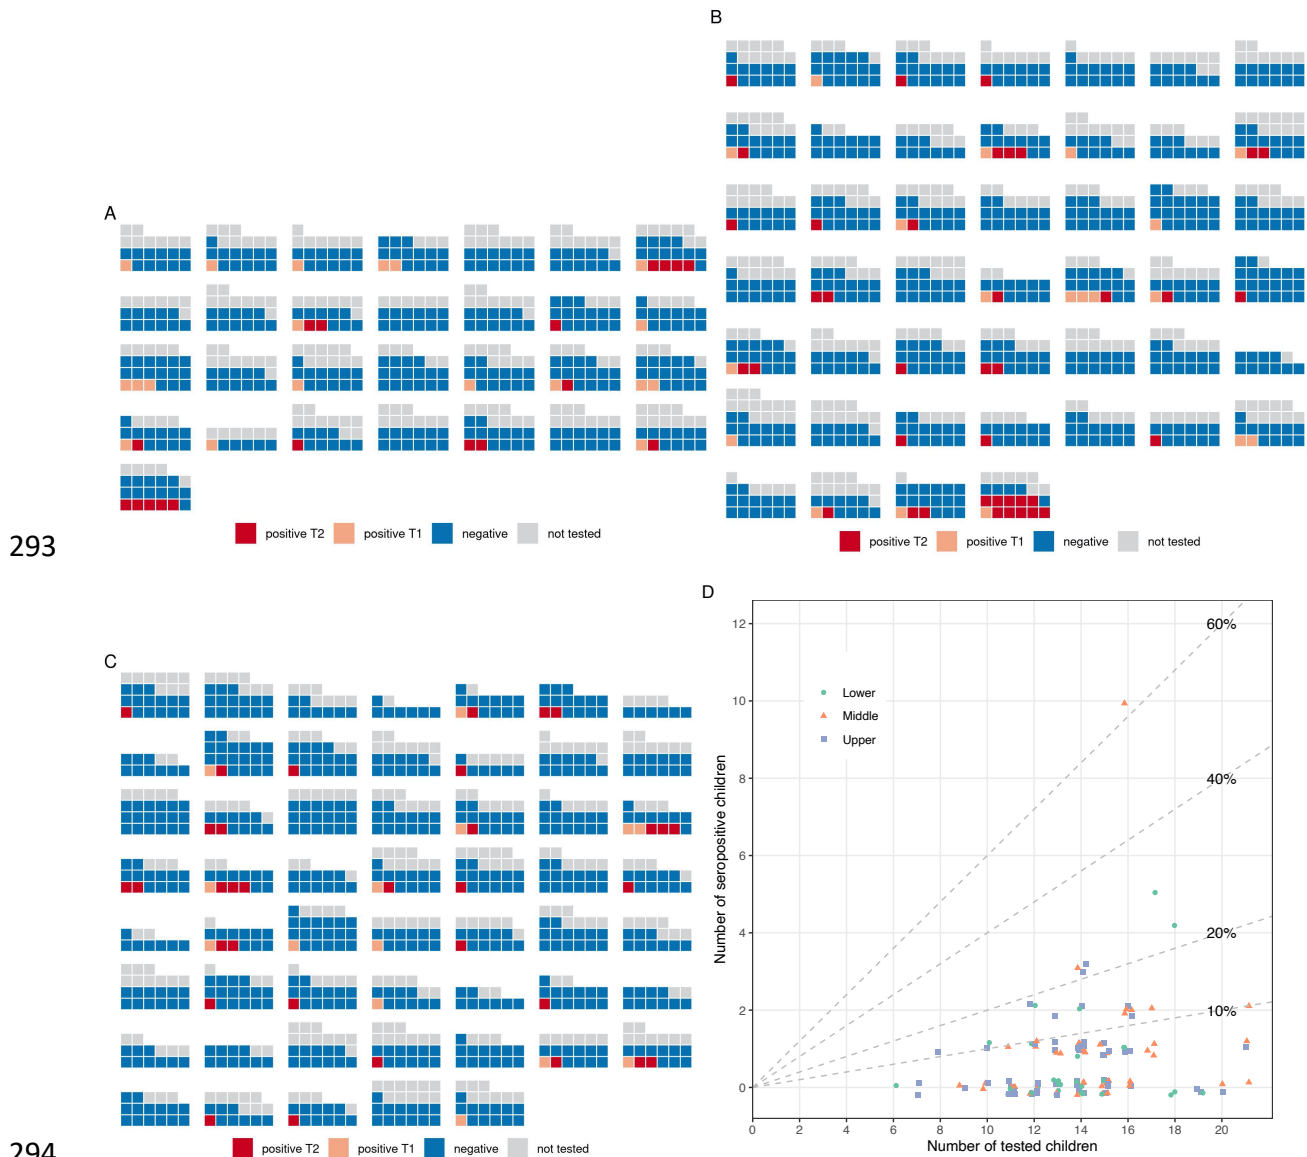 B
A
positive T2 positive T1 negative not tested
293
positive T2 positive T1 negative not tested
D
C
12
10
8
6
4
2
0
60%
40%
20%
10%
Lower
Middle
Upper
Number of seropositive children
0 2 4 6 8 10 12 14 16 18 20
Number of tested children
294
positive T2 positive T1 negative not tested